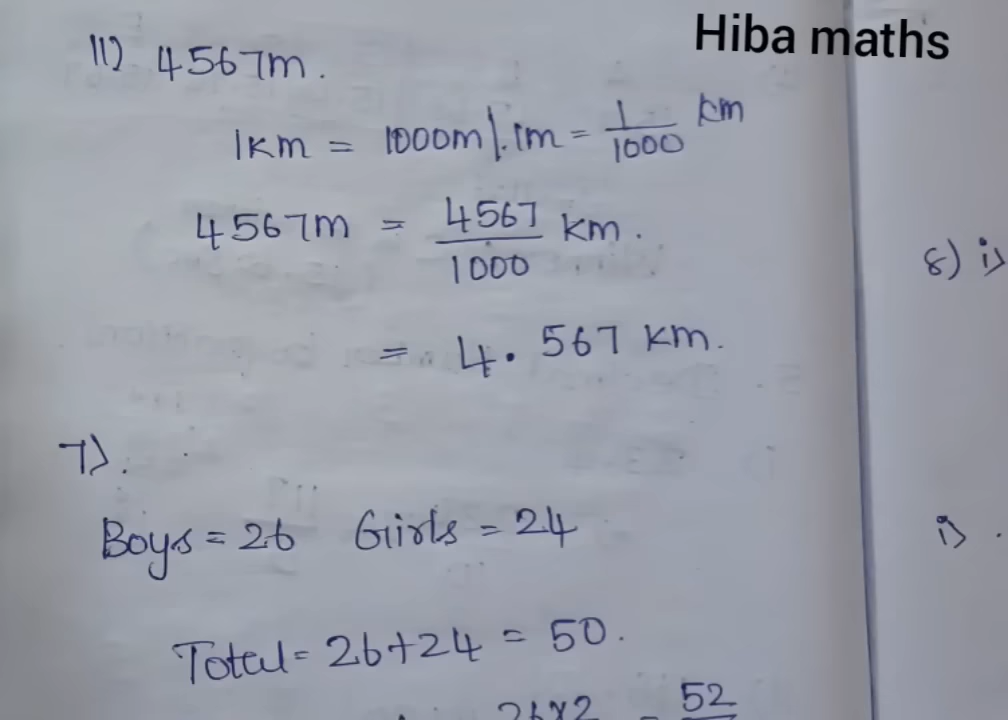 Hiba maths
ii) 4567m.
1km = 1000m | . 1m = 1/1000 km
4567m = 4567/1000 km.
= 4.567 km.
7).
Boys = 26 Girls = 24
Total = 26+24 = 50.
26x2 = 52
8) i)
i) .